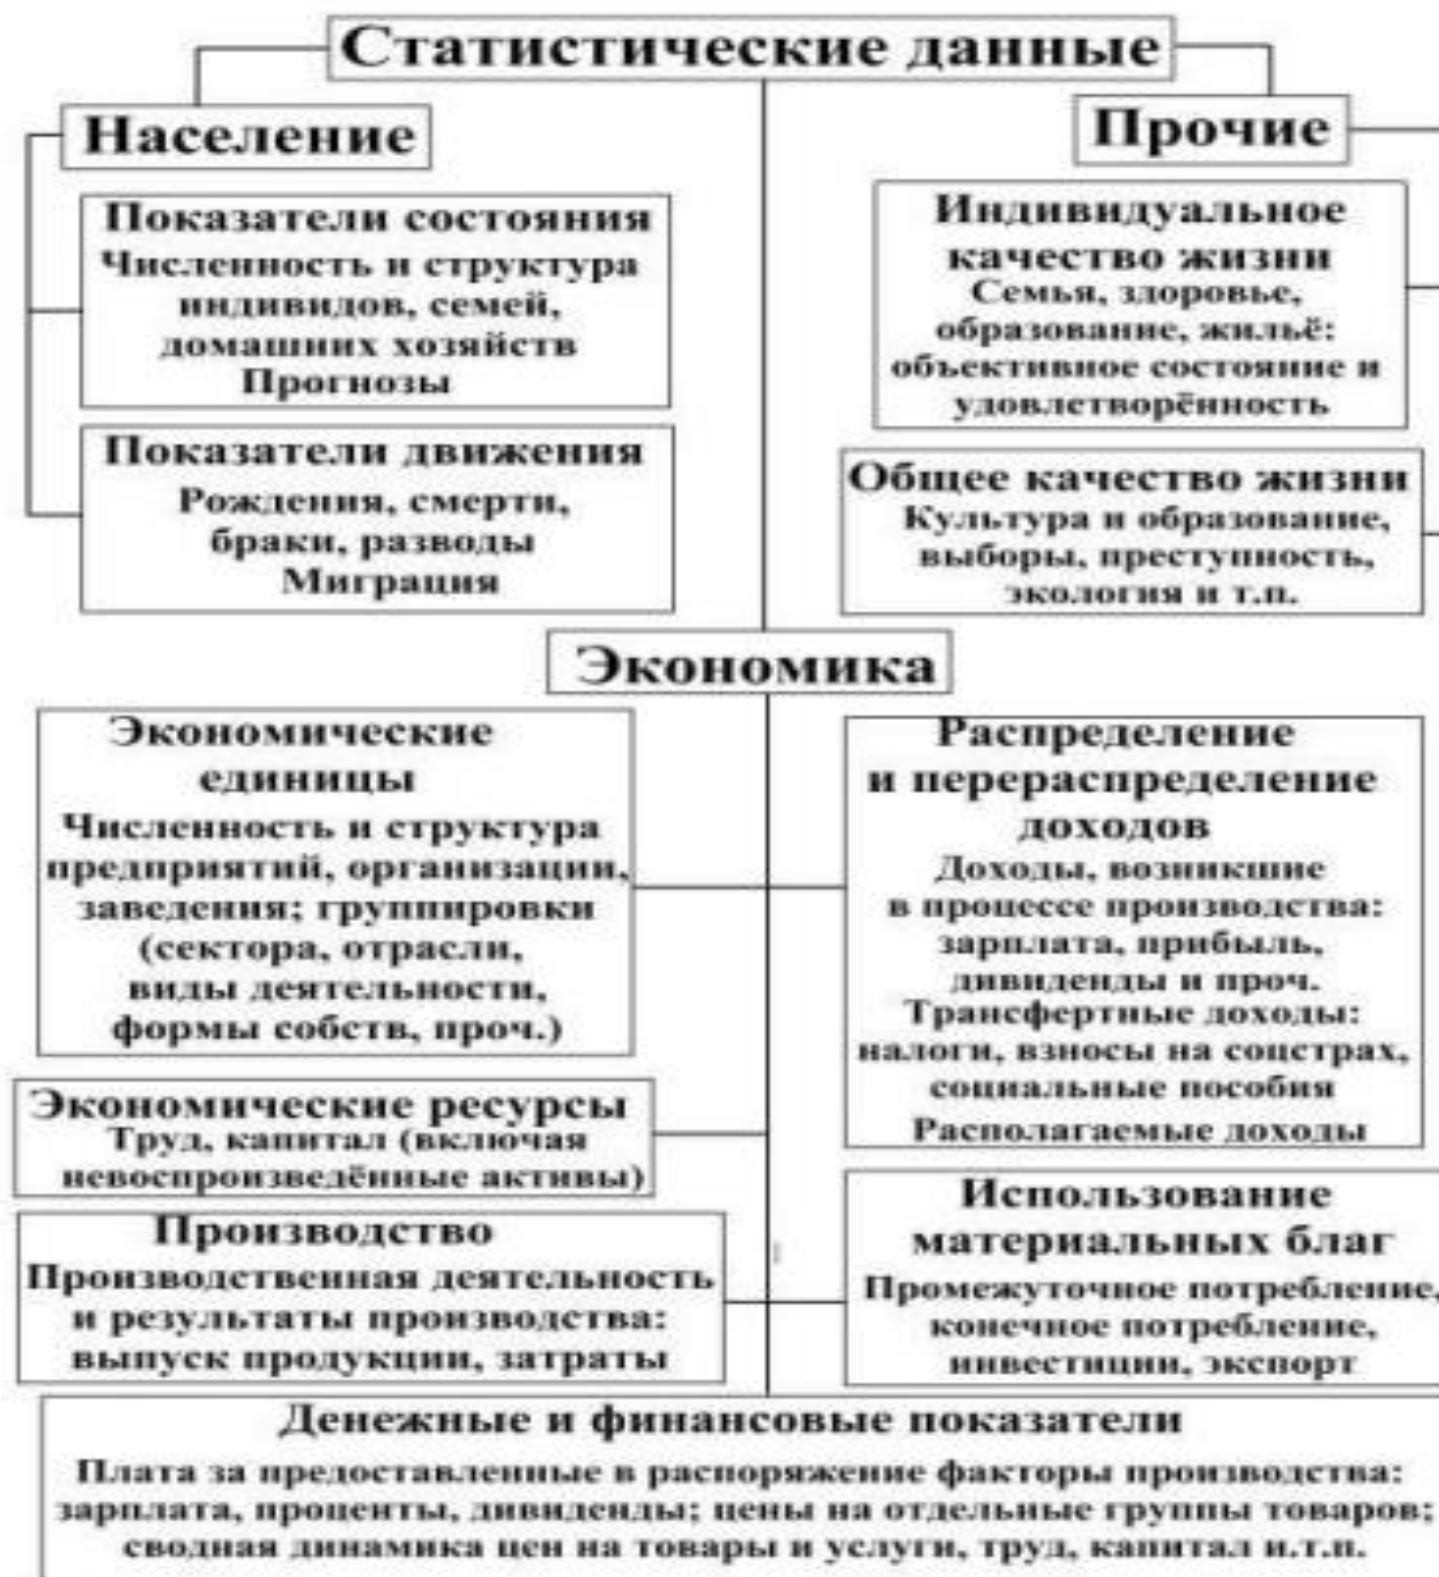 Статистические данные
Население
Прочие
Показатели состояния
Численность и структура
индивидов, семей,
домашних хозяйств
Прогнозы
Показатели движения
Рождения, смерти,
браки, разводы
Миграция
Индивидуальное
качество жизни
Семья, здоровье,
образование, жильё:
объективное состояние и
удовлетворённость
Общее качество жизни
Культура и образование,
выборы, преступность,
экология и т.п.
Экономика
Экономические
единицы
Численность и структура
предприятий, организации,
заведения; группировки
(сектора, отрасли,
виды деятельности,
формы собств, проч.)
Экономические ресурсы
Труд, капитал (включая
невоспроизведённые активы)
Производство
Производственная деятельность
и результаты производства:
выпуск продукции, затраты
Распределение
и перераспределение
доходов
Доходы, возникшие
в процессе производства:
зарплата, прибыль,
дивиденды и проч.
Трансфертные доходы:
налоги, взносы на соцстрах,
социальные пособия
Располагаемые доходы
Использование
материальных благ
Промежуточное потребление,
конечное потребление,
инвестиции, экспорт
Денежные и финансовые показатели
Плата за предоставленные в распоряжение факторы производства:
зарплата, проценты, дивиденды; цены на отдельные группы товаров;
сводная динамика цен на товары и услуги, труд, капитал и.т.п.